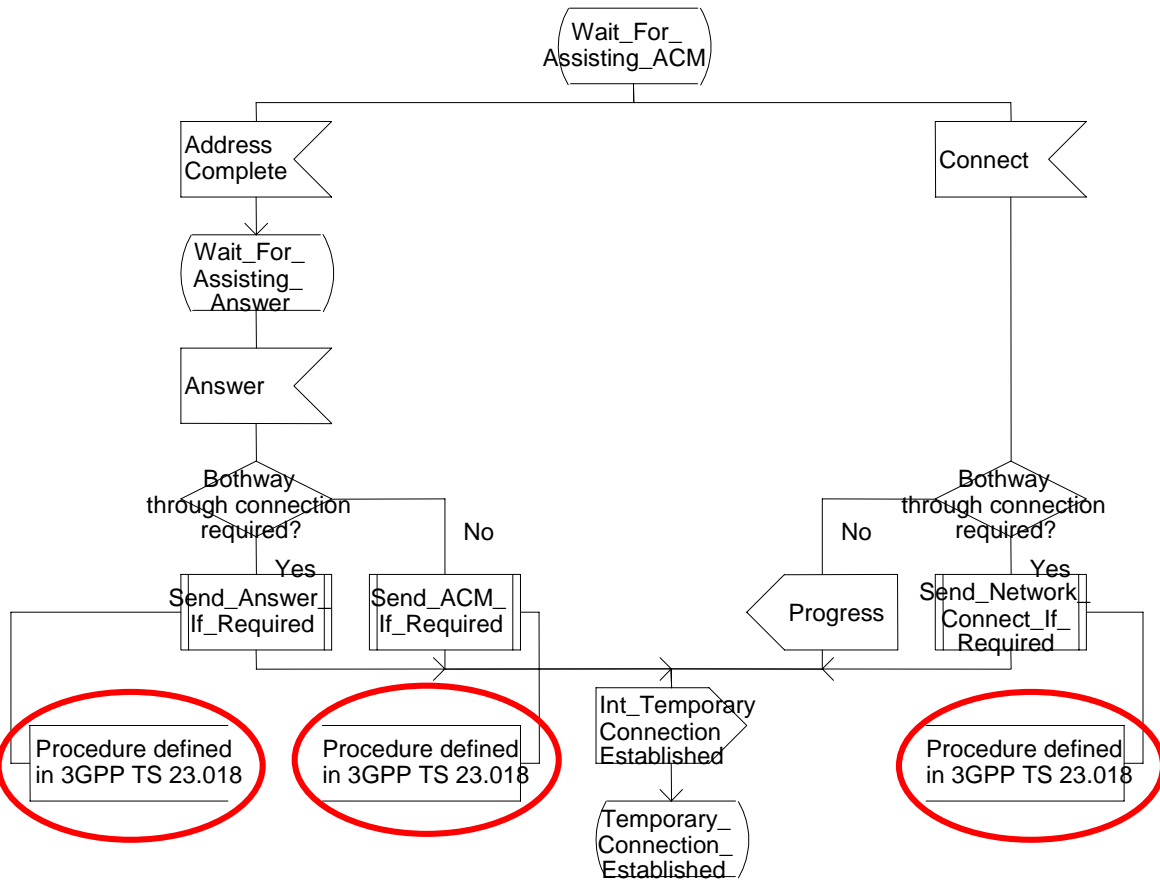 Wait_For_
Assisting_ACM
Address
Complete
Connect
Wait_For_
Assisting_
Answer
Answer
Bothway
through connection
required?
No
Yes
Bothway
through connection
required?
No
Yes
Send_Answer_
If_Required
Send_ACM_
If_Required
Progress
Send_Network_
Connect_If_
Required
Int_Temporary
Connection
Established
Procedure defined
in 3GPP TS 23.018
Procedure defined
in 3GPP TS 23.018
Procedure defined
in 3GPP TS 23.018
Temporary_
Connection_
Established